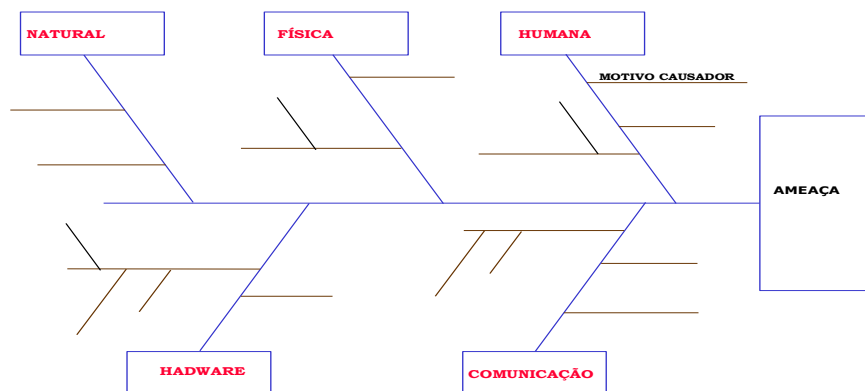 NATURAL
FÍSICA
HUMANA
MOTIVO CAUSADOR
AMEAÇA
HADWARE
COMUNICAÇÃO